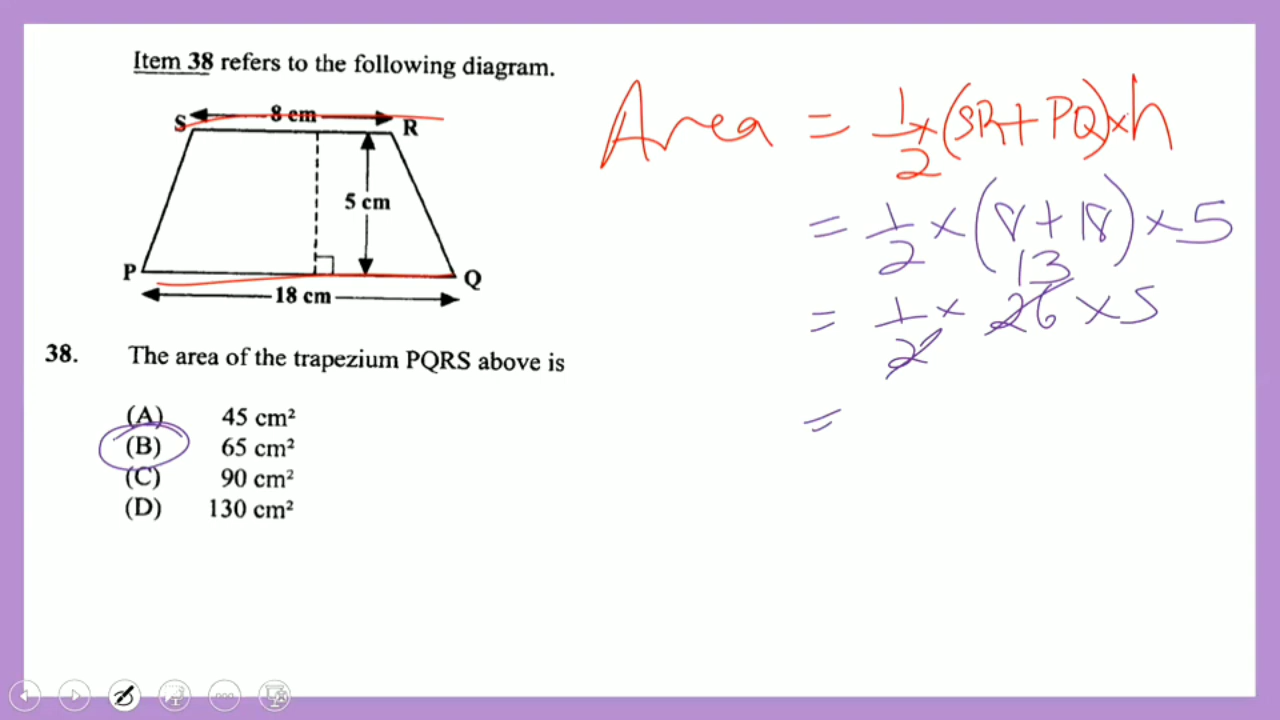 Item 38 refers to the following diagram.
8 cm
S
R
5 cm
P
Q
18 cm
38. The area of the trapezium PQRS above is
(A) 45 cm²
(B) 65 cm²
(C) 90 cm²
(D) 130 cm²
Area = 1/2 × (SR + PQ) × h
= 1/2 × (8 + 18) × 5
13
= 1/2 × 26 × 5
=